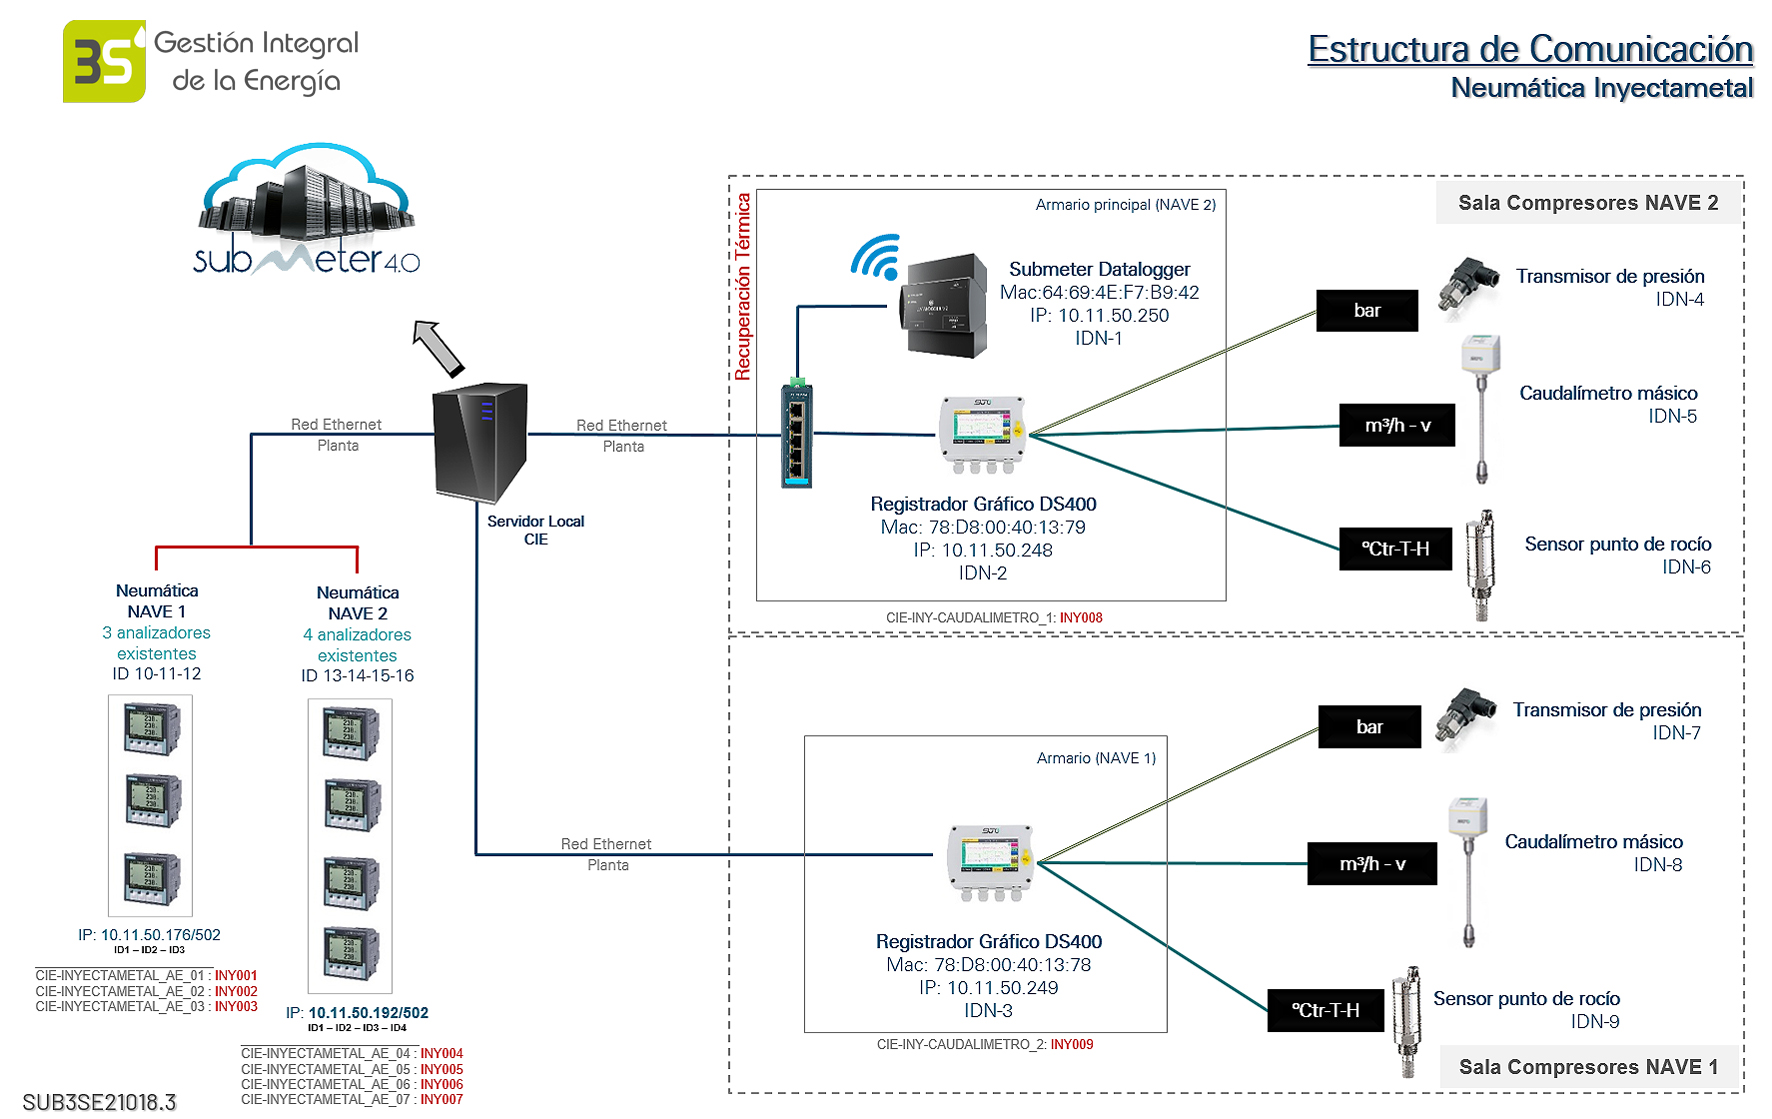 3S Gestión Integral
de la Energía
Estructura de Comunicación
Neumática Inyectametal
submeter 4.0
Red Ethernet
Planta
Red Ethernet
Planta
Servidor Local
CIE
Neumática
NAVE 1
3 analizadores
existentes
ID 10-11-12
IP: 10.11.50.176/502
ID1 – ID2 – ID3
CIE-INYECTAMETAL_AE_01 : INY001
CIE-INYECTAMETAL_AE_02 : INY002
CIE-INYECTAMETAL_AE_03 : INY003
Neumática
NAVE 2
4 analizadores
existentes
ID 13-14-15-16
IP: 10.11.50.192/502
ID1 – ID2 – ID3 – ID4
CIE-INYECTAMETAL_AE_04 : INY004
CIE-INYECTAMETAL_AE_05 : INY005
CIE-INYECTAMETAL_AE_06 : INY006
CIE-INYECTAMETAL_AE_07 : INY007
SUB3SE21018.3
Recuperación Térmica
Armario principal (NAVE 2)
Sala Compresores NAVE 2
Submeter Datalogger
Mac:64:69:4E:F7:B9:42
IP: 10.11.50.250
IDN-1
Registrador Gráfico DS400
Mac: 78:D8:00:40:13:79
IP: 10.11.50.248
IDN-2
CIE-INY-CAUDALIMETRO_1: INY008
bar
Transmisor de presión
IDN-4
m³/h - v
Caudalímetro másico
IDN-5
ºCtr-T-H
Sensor punto de rocío
IDN-6
Red Ethernet
Planta
Armario (NAVE 1)
Registrador Gráfico DS400
Mac: 78:D8:00:40:13:78
IP: 10.11.50.249
IDN-3
CIE-INY-CAUDALIMETRO_2: INY009
bar
Transmisor de presión
IDN-7
m³/h - v
Caudalímetro másico
IDN-8
ºCtr-T-H
Sensor punto de rocío
IDN-9
Sala Compresores NAVE 1